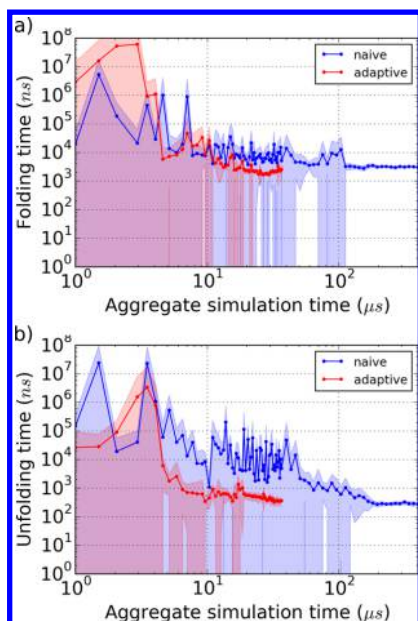 a)
naive
adaptive
10^8
10^7
10^6
10^5
10^4
10^3
10^2
10^1
10^0
Folding time (ns)
10^0 10^1 10^2
Aggregate simulation time (μs)
b)
naive
adaptive
10^8
10^7
10^6
10^5
10^4
10^3
10^2
10^1
10^0
Unfolding time (ns)
10^0 10^1 10^2
Aggregate simulation time (μs)